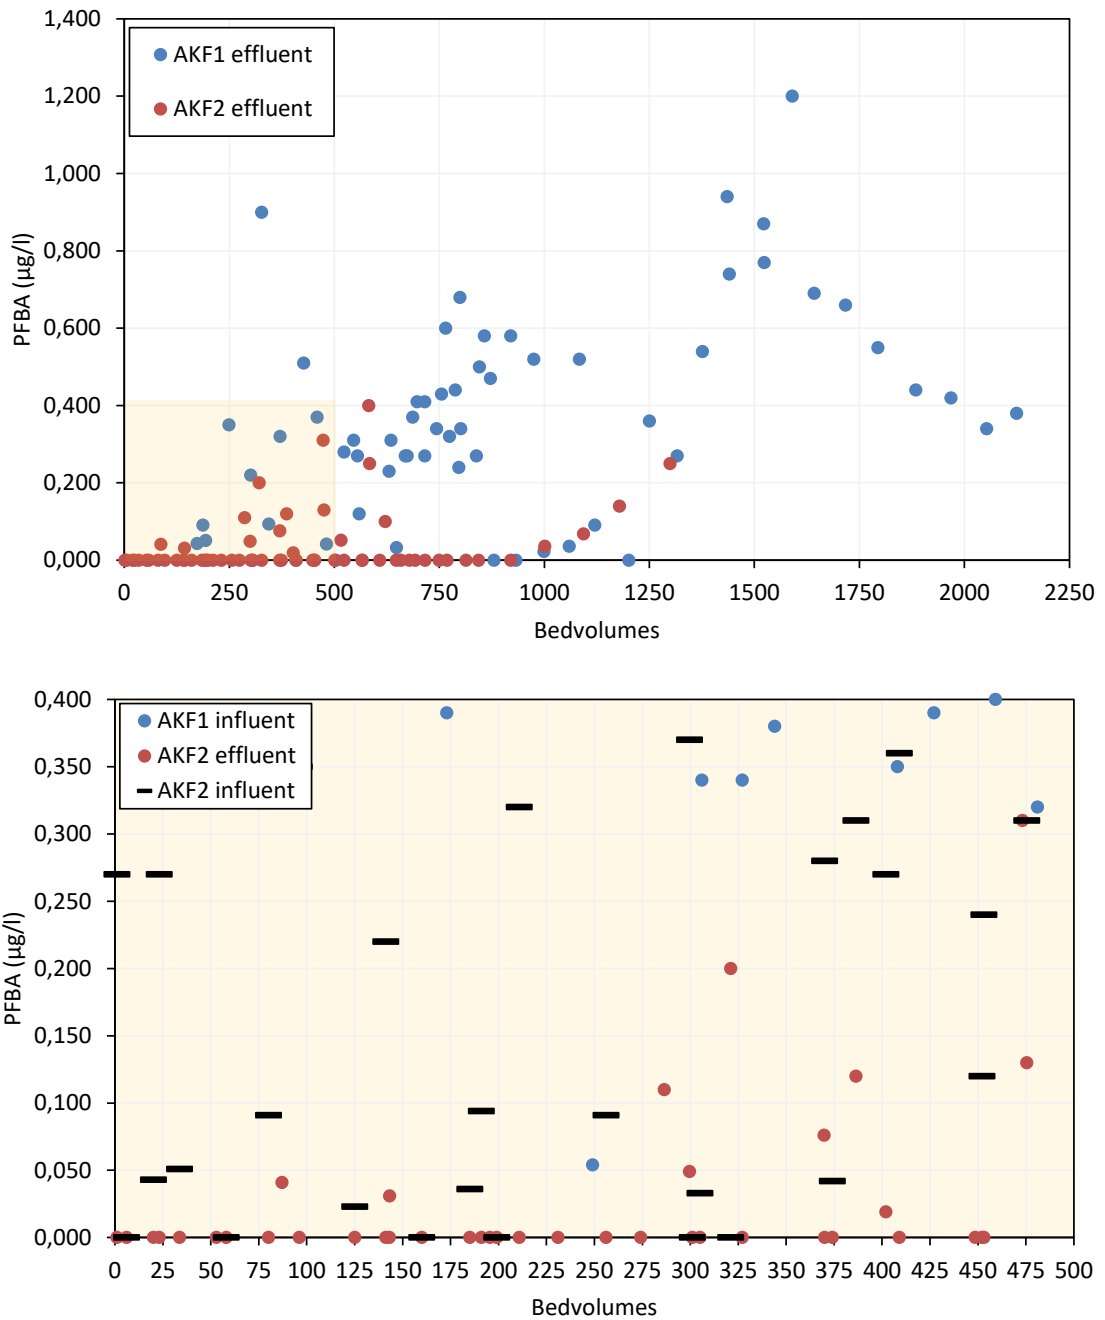 1,400
1,200
1,000
0,800
0,600
0,400
0,200
0,000
PFBA (µg/l)
AKF1 effluent
AKF2 effluent
0 250 500 750 1000 1250 1500 1750 2000 2250
Bedvolumes
0,400
0,350
0,300
0,250
0,200
0,150
0,100
0,050
0,000
PFBA (µg/l)
AKF1 influent
AKF2 effluent
AKF2 influent
0 25 50 75 100 125 150 175 200 225 250 275 300 325 350 375 400 425 450 475 500
Bedvolumes